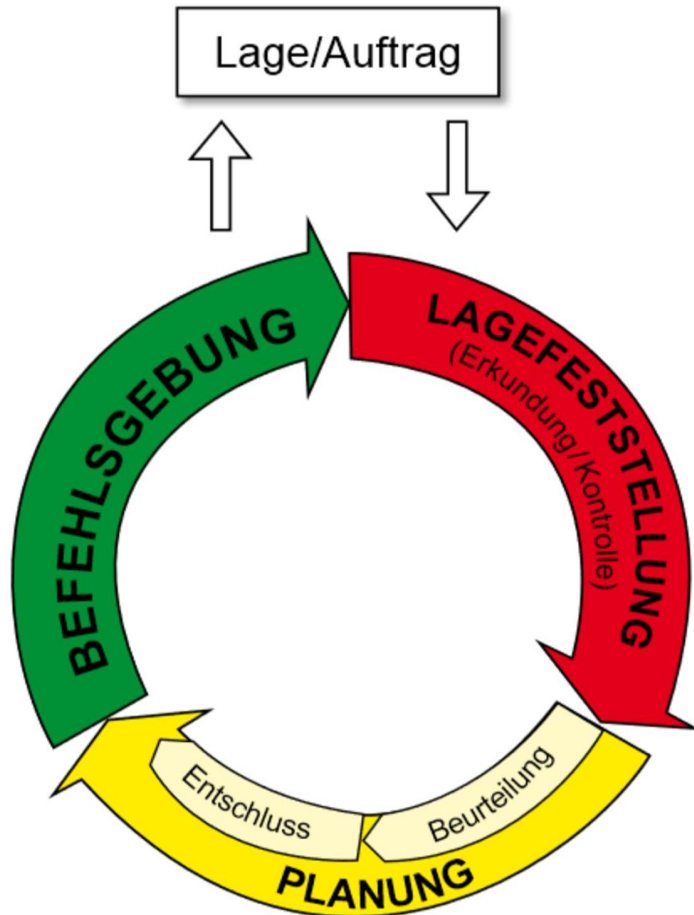 Lage/Auftrag
LAGEFESTSTELLUNG
(Erkundung/Kontrolle)
Beurteilung
Entschluss
PLANUNG
BEFEHLSGEBUNG